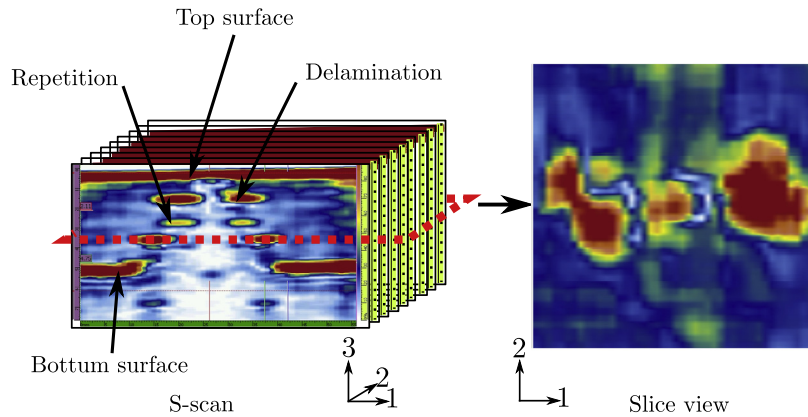 Top surface
Repetition
Delamination
Bottum surface
3
2
1
S-scan
2
1
Slice view